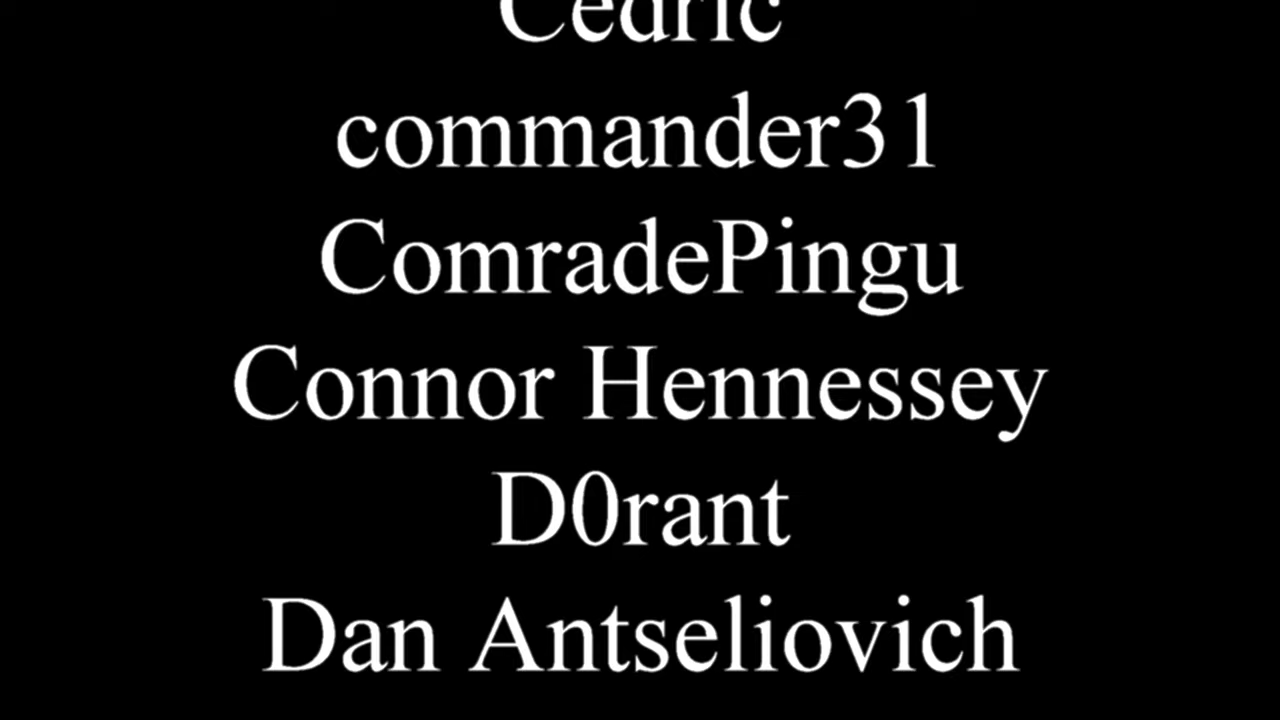 Cedric
commander31
ComradePingu
Connor Hennessey
D0rant
Dan Antseliovich